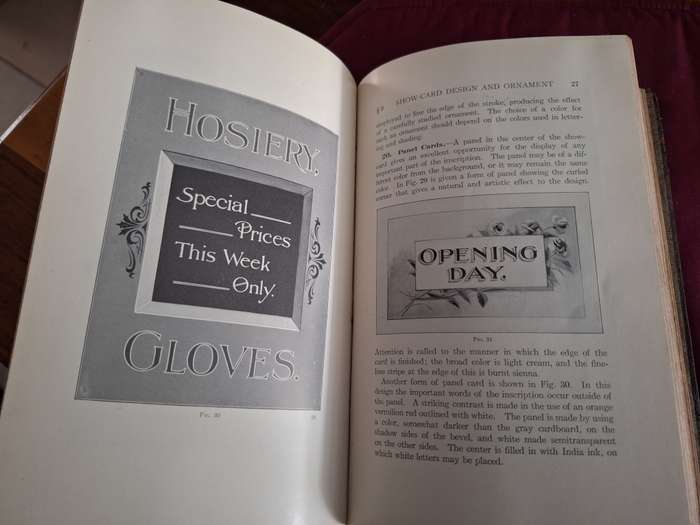 HOSIERY.
Special
Prices
This Week
Only.
GLOVES.
FIG. 30
§ 9 SHOW-CARD DESIGN AND ORNAMENT 27
employed to fine the edge of the stroke, producing the effect
of a carefully studied ornament. The choice of a color for
such an ornament should depend on the colors used in letter-
ing and shading.
20. Panel Cards.—A panel in the center of the show-
card gives an excellent opportunity for the display of any
important part of the inscription. The panel may be of a dif-
ferent color from the background, or it may remain the same
color. In Fig. 29 is given a form of panel showing the curled
corner that gives a natural and artistic effect to the design.
OPENING
DAY.
FIG.
Attention is called to the manner in which the edge of the
card is finished; the broad color is light cream, and the fine-
line stripe at the edge of this is burnt sienna.
Another form of panel card is shown in Fig. 30. In this
design the important words of the inscription occur outside of
the panel. A striking contrast is made in the use of an orange
vermilion red outlined with white. The panel is made by using
a color, somewhat darker than the gray cardboard, on the
shadow sides of the bevel, and white made semitransparent
on the other sides. The center is filled in with India ink, on
which white letters may be placed.